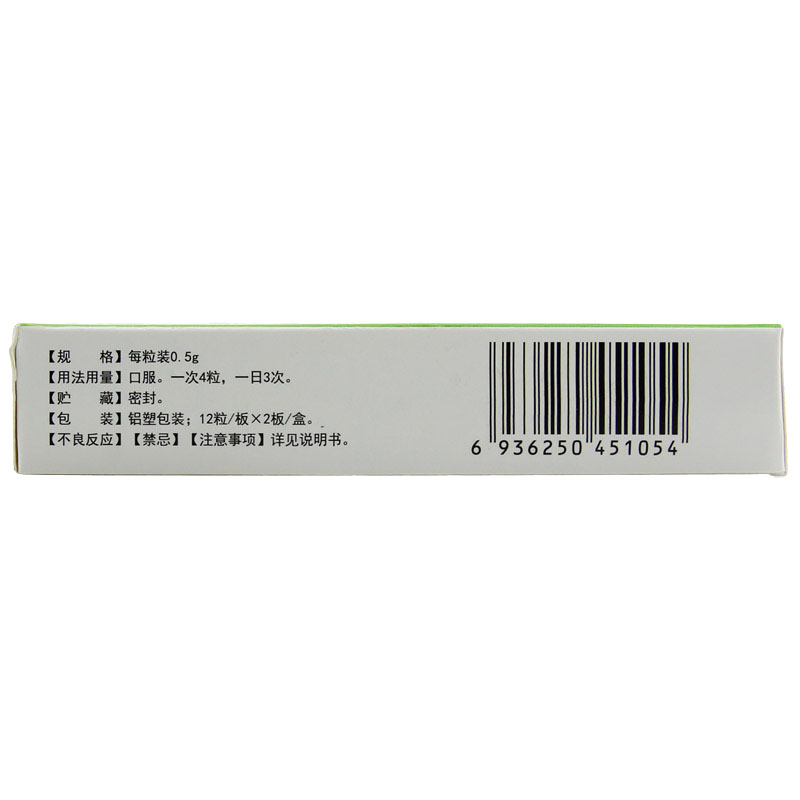 【规　　格】每粒装0.5g
【用法用量】口服。一次4粒，一日3次。
【贮　　藏】密封。
【包　　装】铝塑包装；12粒/板×2板/盒。
【不良反应】【禁忌】【注意事项】详见说明书。
6 936250 451054